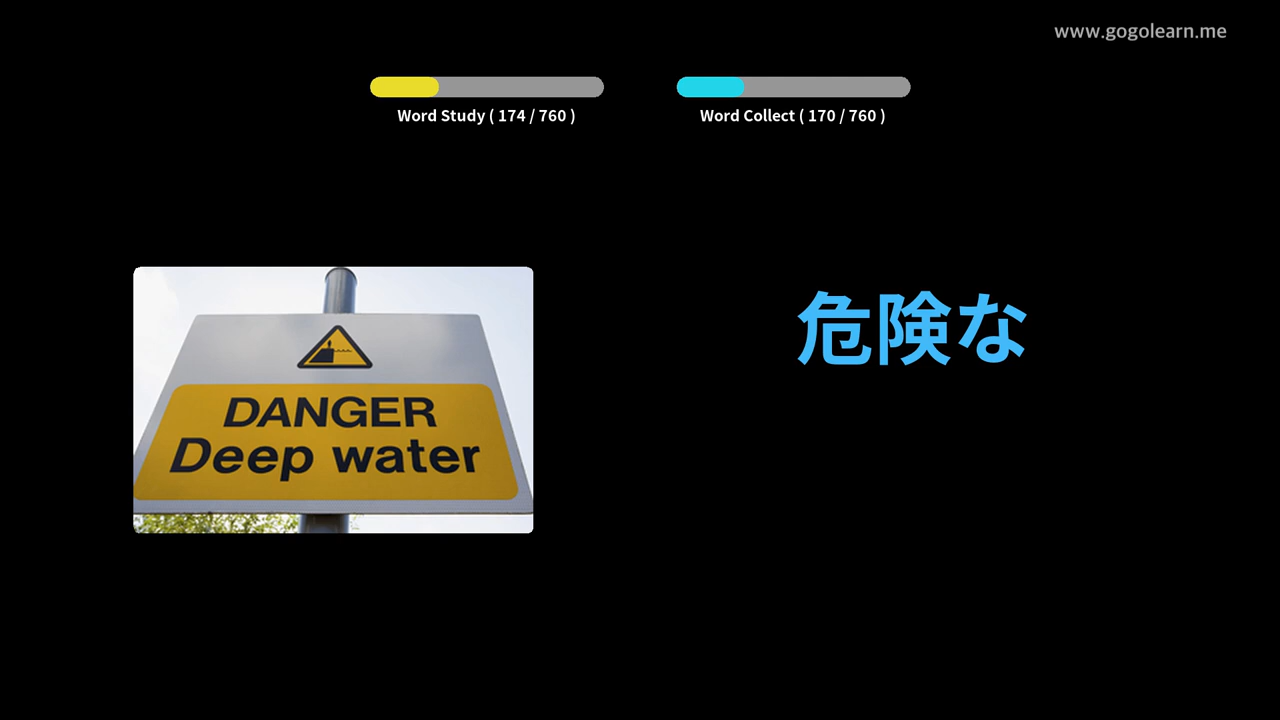 www.gogolearn.me
Word Study ( 174 / 760 )
Word Collect ( 170 / 760 )
DANGER
Deep water
危険な